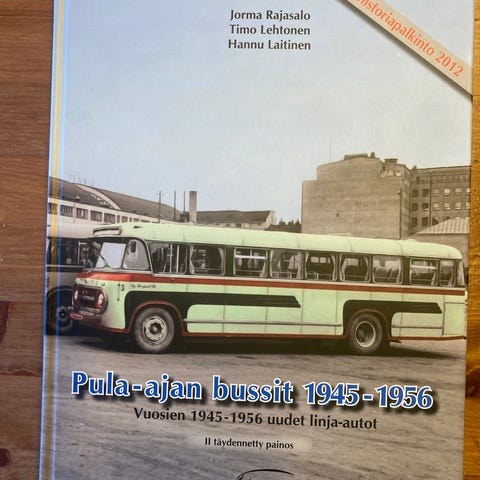 Jorma Rajasalo
Timo Lehtonen
Hannu Laitinen
historiapalkinto 2012
Pula-ajan bussit 1945-1956
Vuosien 1945-1956 uudet linja-autot
II täydennetty painos